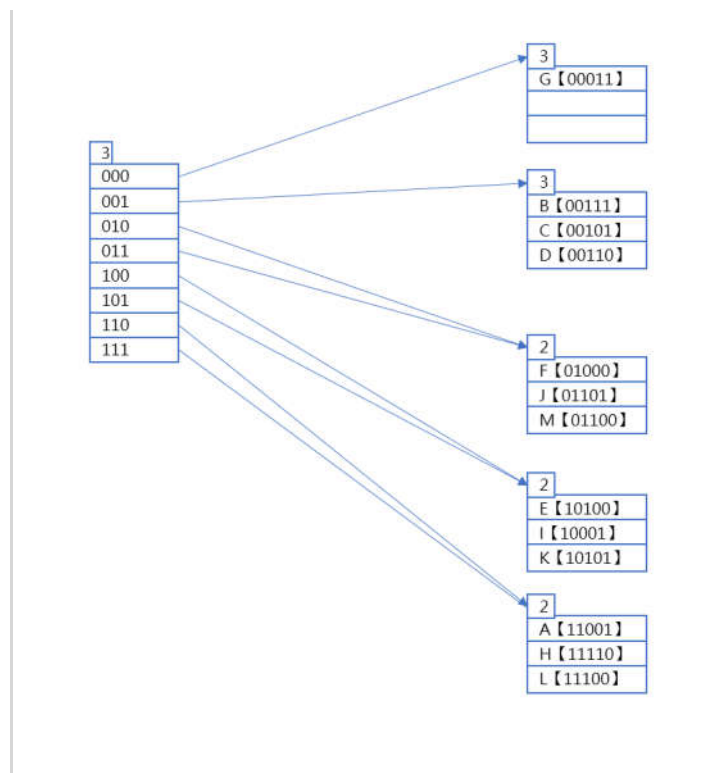 3
000
001
010
011
100
101
110
111
3
G【00011】
3
B【00111】
C【00101】
D【00110】
2
F【01000】
J【01101】
M【01100】
2
E【10100】
I【10001】
K【10101】
2
A【11001】
H【11110】
L【11100】